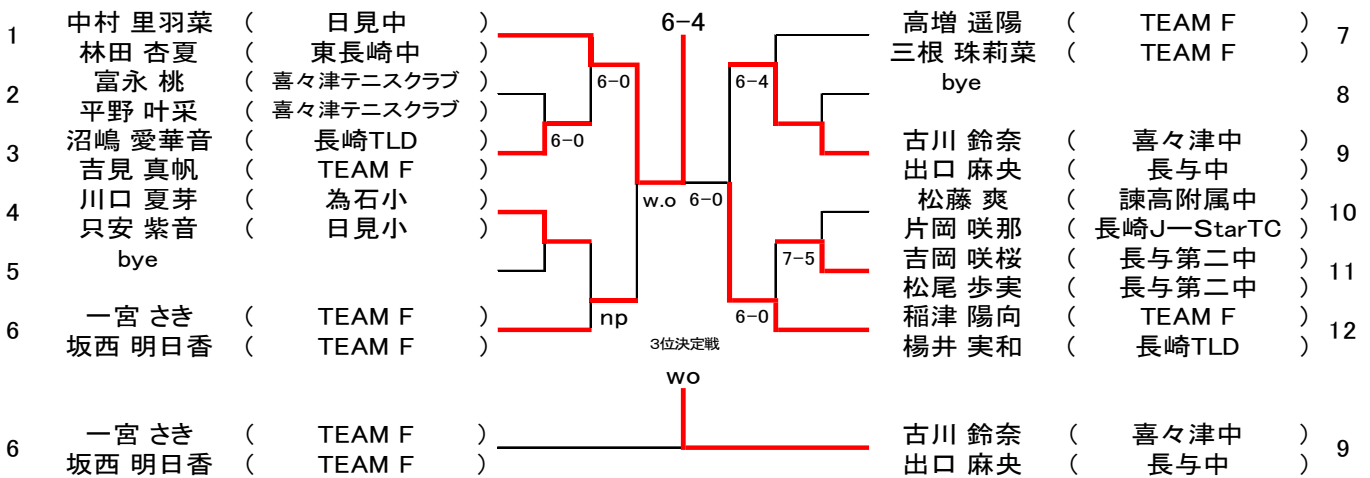 1 中村 里羽菜 ( 日見中 )
林田 杏夏 ( 東長崎中 )
2 富永 桃 ( 喜々津テニスクラブ )
平野 叶采 ( 喜々津テニスクラブ )
3 沼嶋 愛華音 ( 長崎TLD )
吉見 真帆 ( TEAM F )
4 川口 夏芽 ( 為石小 )
只安 紫音 ( 日見小 )
5 bye
6 一宮 さき ( TEAM F )
坂西 明日香 ( TEAM F )
6-0
6-0
np
w.o
6-4
6-0
6-4
7-5
6-0
高増 遥陽 ( TEAM F ) 7
三根 珠莉菜 ( TEAM F )
bye 8
古川 鈴奈 ( 喜々津中 ) 9
出口 麻央 ( 長与中 )
松藤 爽 ( 諫高附属中 ) 10
片岡 咲那 ( 長崎J-StarTC )
吉岡 咲桜 ( 長与第二中 ) 11
松尾 歩実 ( 長与第二中 )
稲津 陽向 ( TEAM F ) 12
楊井 実和 ( 長崎TLD )
3位決定戦
wo
6 一宮 さき ( TEAM F )
坂西 明日香 ( TEAM F )
古川 鈴奈 ( 喜々津中 ) 9
出口 麻央 ( 長与中 )